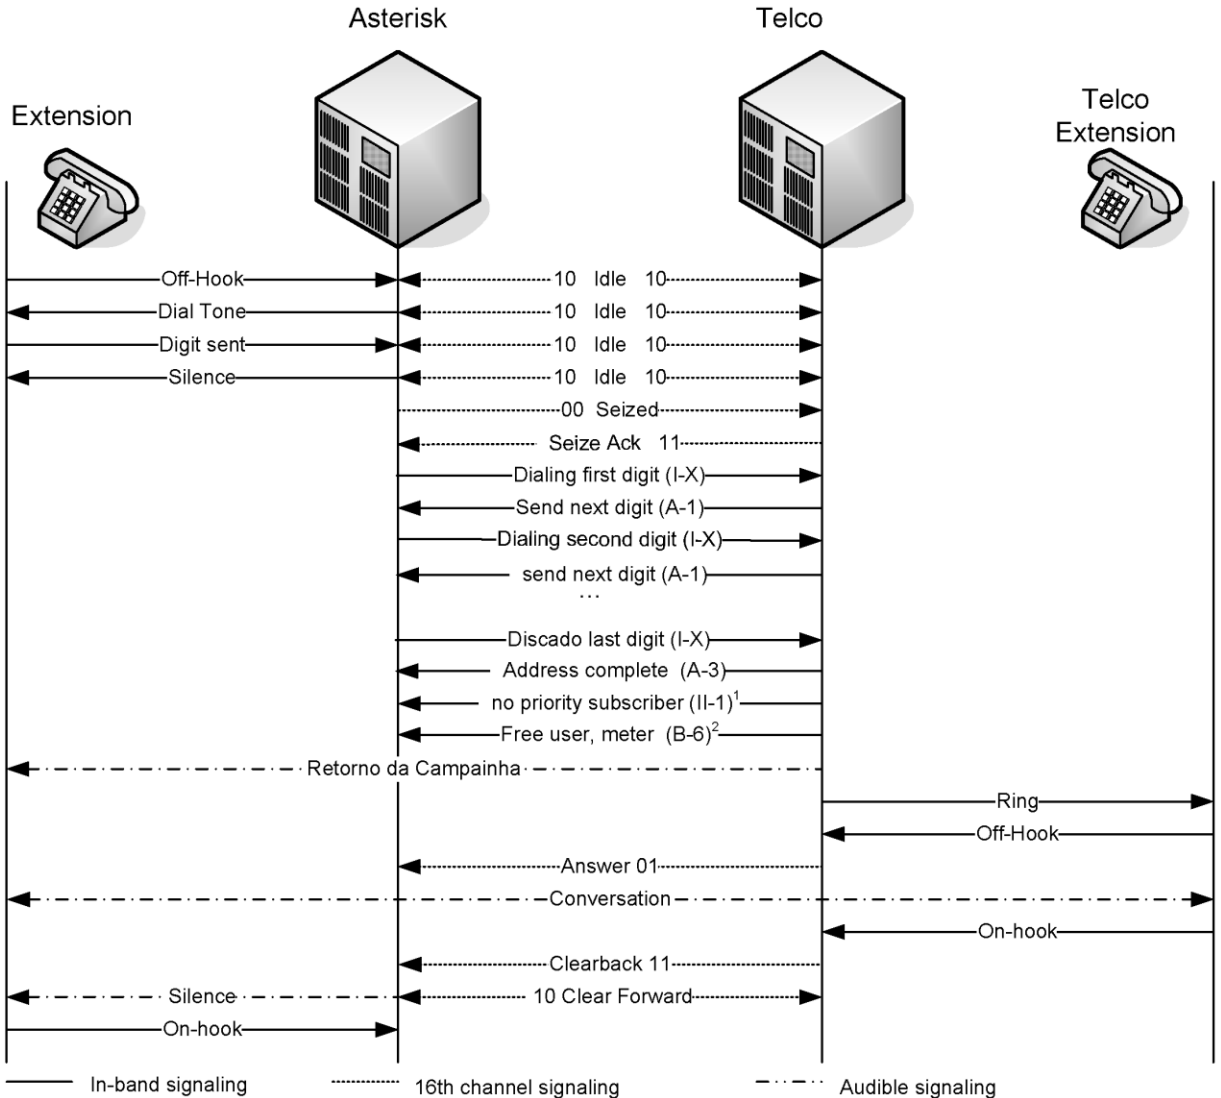 Asterisk
Telco
Extension
Telco
Extension
Off-Hook
10 Idle 10
Dial Tone
10 Idle 10
Digit sent
10 Idle 10
Silence
10 Idle 10
00 Seized
Seize Ack 11
Dialing first digit (I-X)
Send next digit (A-1)
Dialing second digit (I-X)
send next digit (A-1)
...
Discado last digit (I-X)
Address complete (A-3)
no priority subscriber (II-1)1
Free user, meter (B-6)2
Retorno da Campainha
Ring
Off-Hook
Answer 01
Conversation
On-hook
Clearback 11
Silence
10 Clear Forward
On-hook
In-band signaling
16th channel signaling
Audible signaling